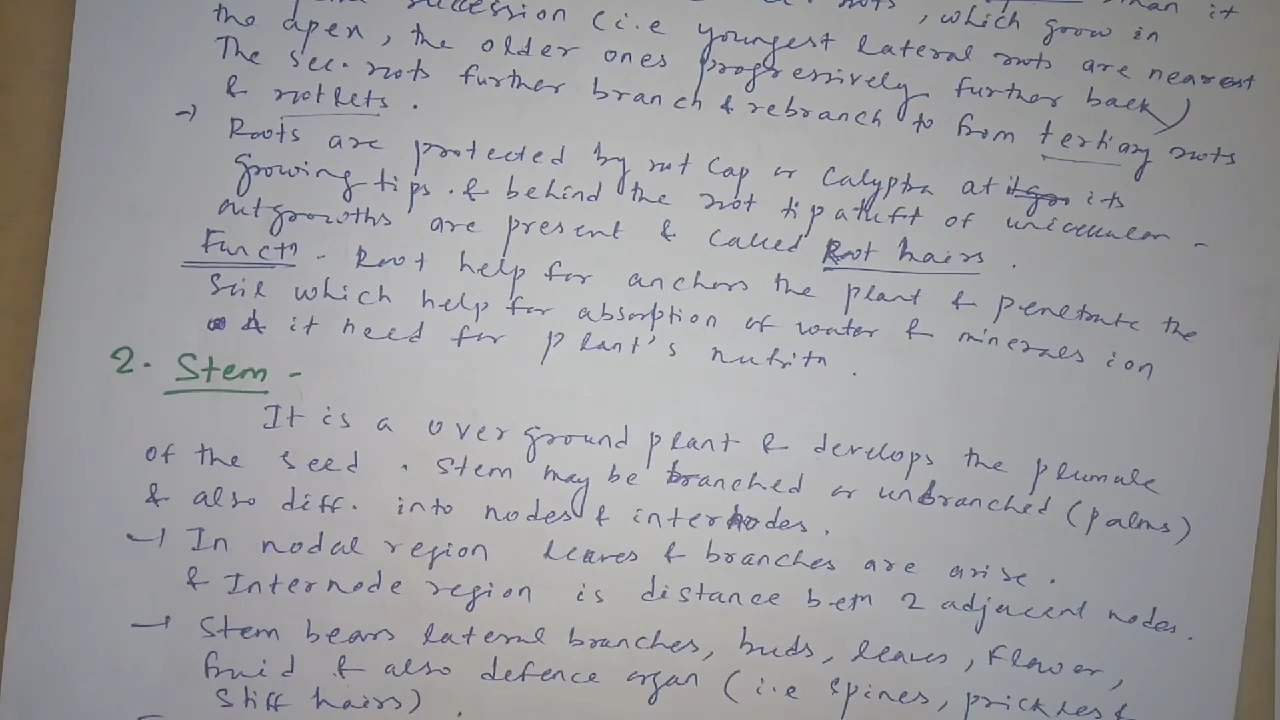 succession (i.e youngest lateral roots are nearest
, which grow in
than it
the apex, the older ones progressively further back)
The sec. roots further branch & rebranch to from tertiary roots
& rootlets .
→ Roots are protected by root cap or calyptra at its
growing tips . & behind the root tip a tuft of unicellular -
outgrowths are present & called Root hairs .
Functn - Root help for anchors the plant & penetrate the
soil which help for absorption of water & minerals ion
& it need for plant's nutritn .
2. Stem -
It is a over ground plant & develops the plumule
of the seed . Stem may be branched or unbranched (palms)
& also diff. into nodes & internodes .
→ In nodal region leaves & branches are arise .
& Internode region is distance betn 2 adjacent nodes .
→ Stem bears lateral branches, buds, leaves, flower,
fruid & also defence organ (i.e spines, prickles &
stiff hairs) .